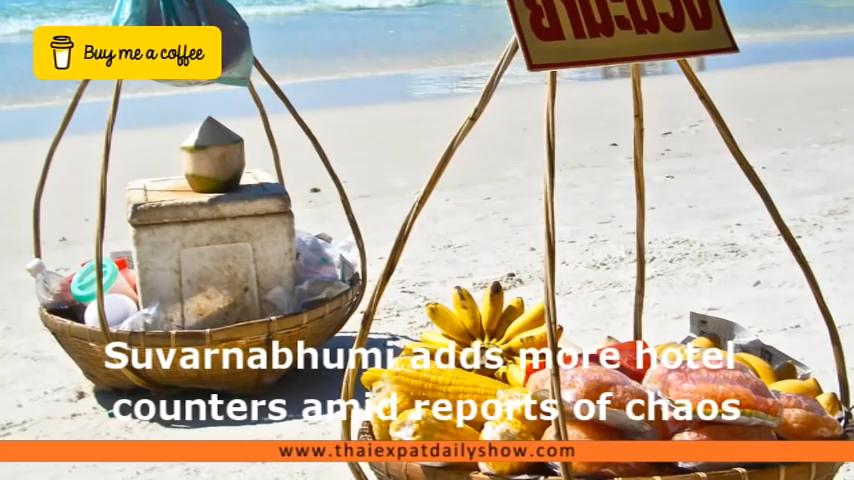 Buy me a coffee
Suvarnabhumi adds more hotel
counters amid reports of chaos
www.thaiexpatdailyshow.com